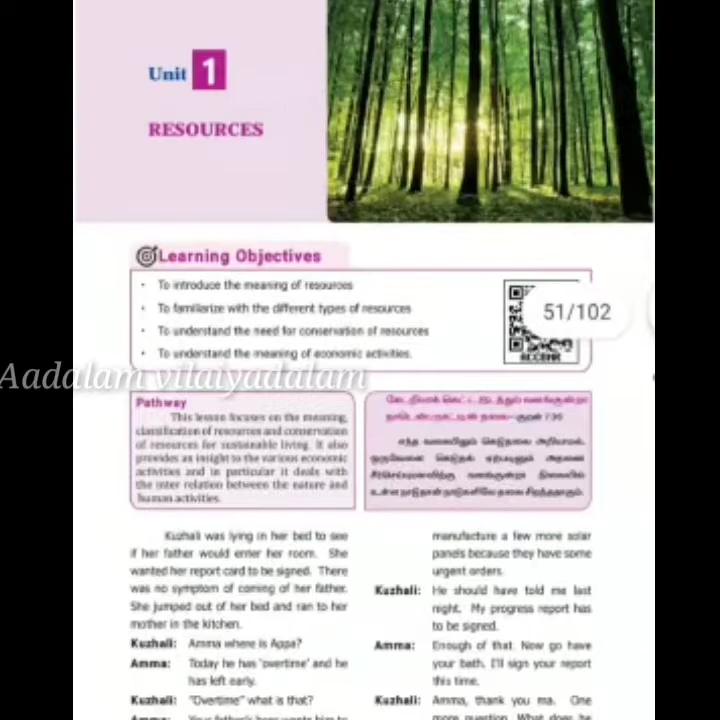 Unit 1
RESOURCES
Learning Objectives
· To introduce the meaning of resources
· To familiarize with the different types of resources
· To understand the need for conservation of resources
· To understand the meaning of economic activities.
51/102
Aadalam vilaiyadalam
Pathway
This lesson focuses on the meaning,
classification of resources and conservation
of resources for sustainable living. It also
provides an insight to the various economic
activities and in particular it deals with
the inter relation between the nature and
human activities.
Kuzhali was lying in her bed to see
if her father would enter her room. She
wanted her report card to be signed. There
was no symptom of coming of her father.
She jumped out of her bed and ran to her
mother in the kitchen.
Kuzhali: Amma where is Appa?
Amma: Today he has 'overtime' and he
has left early.
Kuzhali: "Overtime" what is that?
Amma: Your father's boss wants him to
manufacture a few more solar
panels because they have some
urgent orders.
Kuzhali: He should have told me last
night. My progress report has
to be signed.
Amma: Enough of that. Now go have
your bath. I'll sign your report
this time.
Kuzhali: Amma, thank you ma. One
more question. What does he